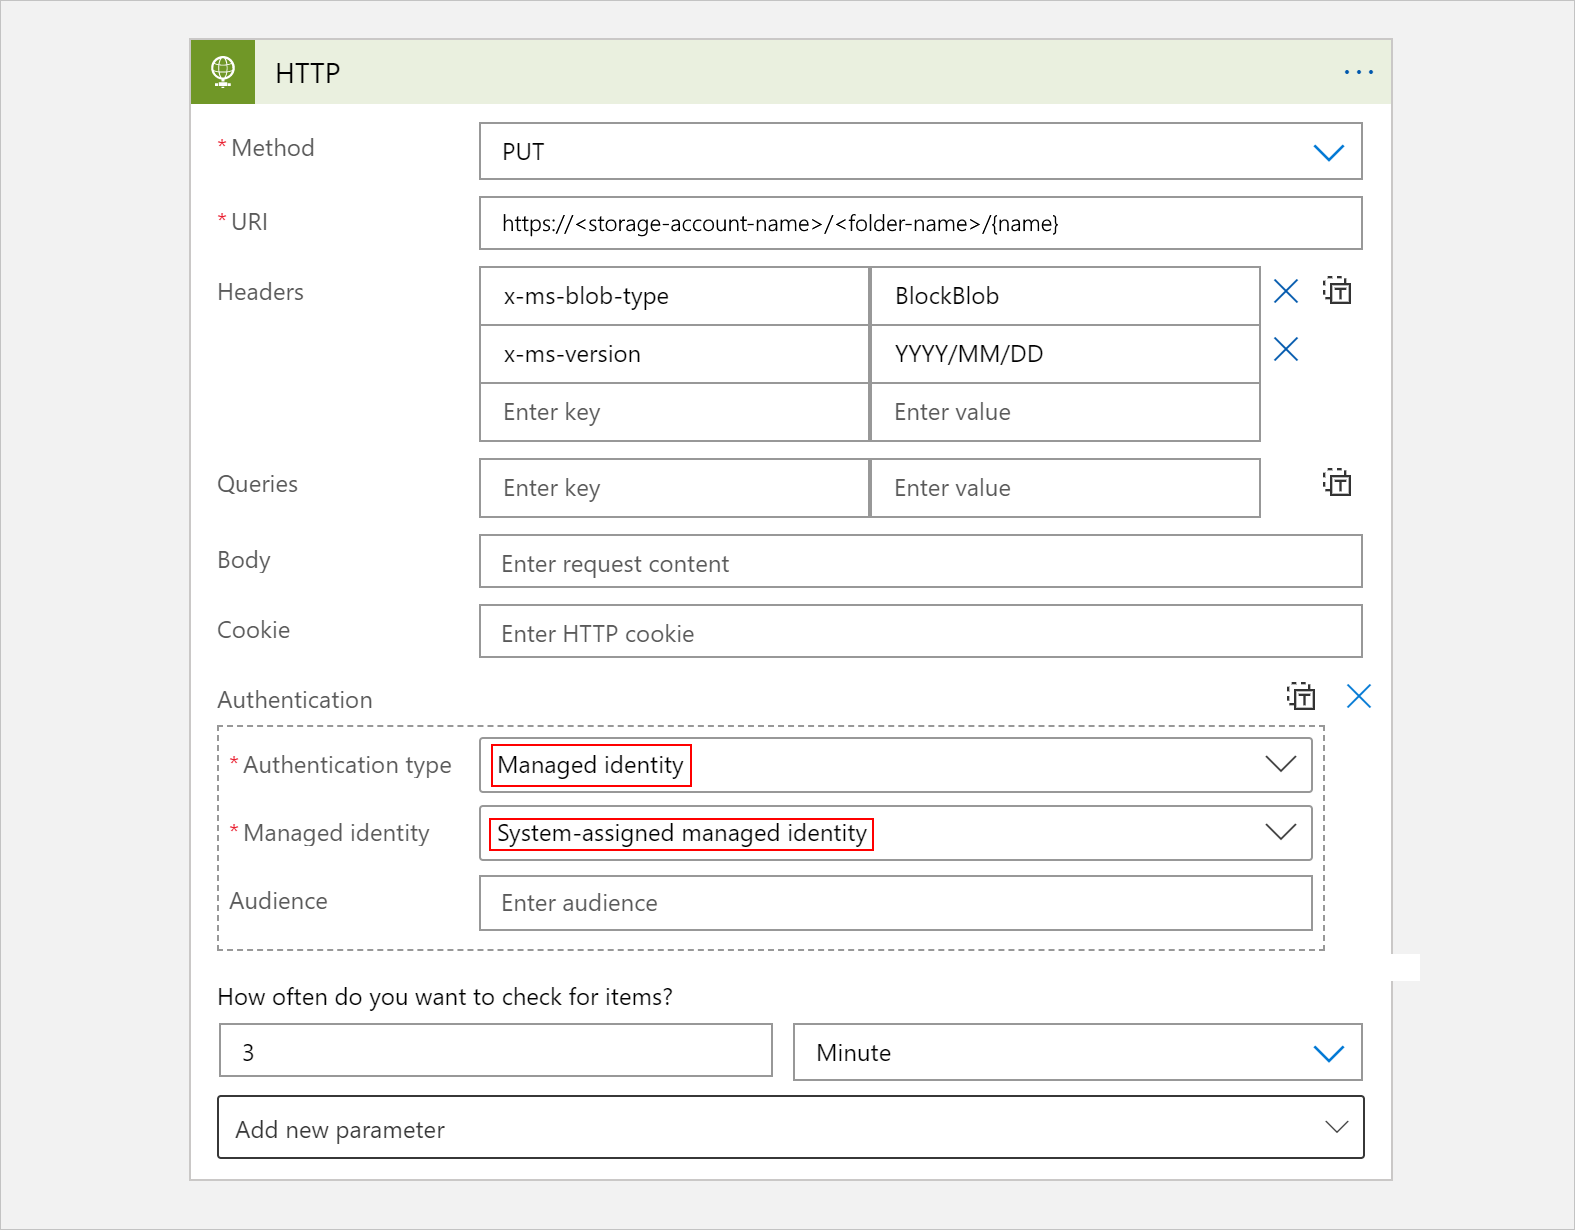 HTTP
* Method
PUT
* URI
https://<storage-account-name>/<folder-name>/{name}
Headers
x-ms-blob-type
BlockBlob
x-ms-version
YYYY/MM/DD
Enter key
Enter value
Queries
Enter key
Enter value
Body
Enter request content
Cookie
Enter HTTP cookie
Authentication
* Authentication type
Managed identity
* Managed identity
System-assigned managed identity
Audience
Enter audience
How often do you want to check for items?
3
Minute
Add new parameter